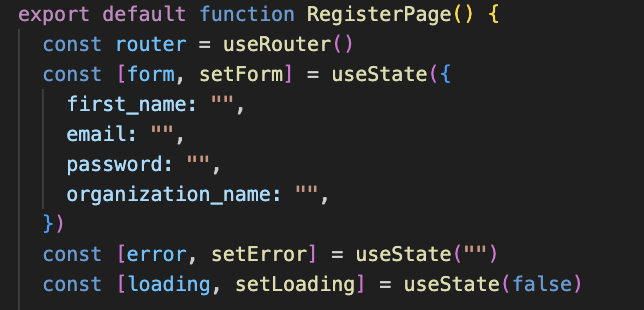 export default function RegisterPage() {
const router = useRouter()
const [form, setForm] = useState({
first_name: "",
email: "",
password: "",
organization_name: "",
})
const [error, setError] = useState("")
const [loading, setLoading] = useState(false)